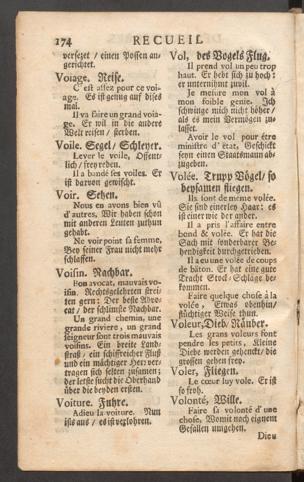 174 RECUEIL
versezet / einen Possen an-
gerichtet.
Voiage. Reise.
C'est assez pour ce voi-
age. Es ist genug auf dises
mal.
Il va faire un grand voia-
ge. Er wil in die andere
Welt reisen / sterben.
Voile. Segel / Schleyer.
Lever le voile, Offent-
lich / frey reden.
Il a bandé ses voiles. Er
ist darvon gewischt.
Voir. Sehen.
Nous en avons bien vû
d'autres, Wir haben schon
mit anderen Leuten zuthun
gehabt.
Ne voir point sa femme,
Bey seiner Frau nicht mehr
schlaffen.
Voisin. Nachbar.
Bon avocat, mauvais voi-
sin. Rechtsgelehrten strei-
ten gern: Der beste Advo-
cat / der schlimste Nachbar.
Un grand chemin, une
grande riviere, un grand
seigneur sont trois mauvais
voisins. Ein breite Land-
straß / ein schiffreicher Fluß
und ein mächtiger Herr ver-
tragen sich selten zusamen;
der letste sucht die Oberhand
über die beyden ersten.
Voiture. Fuhre.
Adieu la voiture. Nun
ists aus / es ist verlohren.
Vol, des Vogels Flug.
Il prend vol un peu trop
haut. Er hebt sich zu hoch:
er unternihmt zuvil.
Je mesure mon vol à
mon foible genie. Ich
schwinge mich nicht höher /
als es mein Vermögen zu-
lasset.
Avoir le vol pour être
ministre d'état, Geschickt
seyn einen Staatsmann ab-
zugeben.
Volée. Trupp Vögel / so
beysamen fliegen.
Ils sont de même volée.
Sie sind einerley Haar: es
ist einer wie der ander.
Il a pris l'affaire entre
bond & volée. Er hat die
Sach mit sonderbarer Be-
hendigkeit durchgetrieben.
Il a eu une volée de coups
de bâton. Er hat eine gute
Tracht Stock-Schläge be-
kommen.
Faire quelque chose à la
volée, Etwas obenhin /
flüchtiger Weise thun.
Voleur, Dieb / Räuber.
Les grans voleurs font
pendre les petits, Kleine
Diebe werden gehenckt / die
grossen gehen frey.
Voler, Fliegen.
Le cœur luy vole. Er ist
so froh.
Volonté, Wille.
Faire sa volonté d'une
chose, Womit nach eignem
Gefallen umgehen.
Dieu